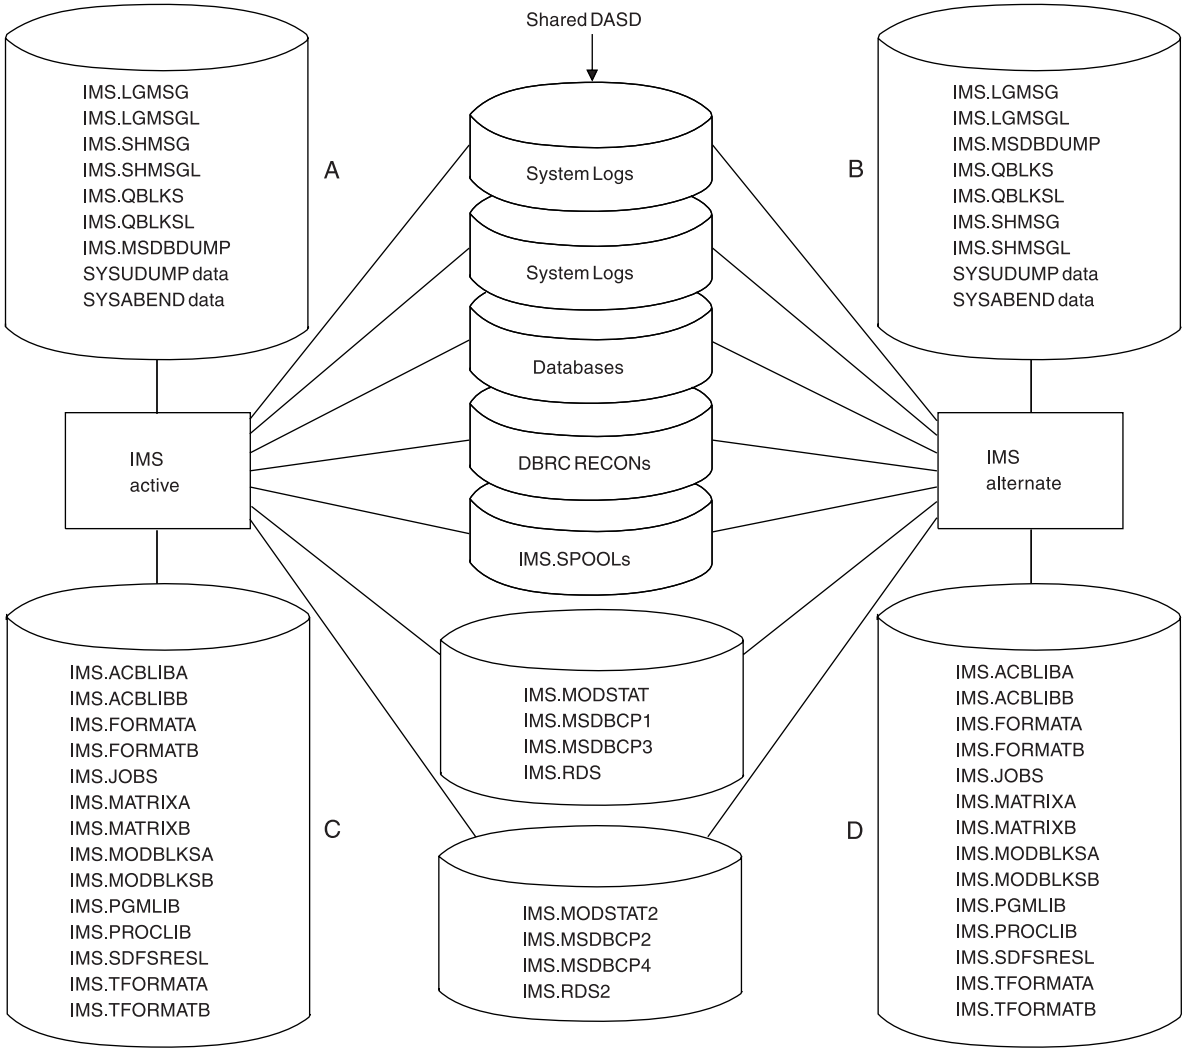 Shared DASD
IMS.LGMSG
IMS.LGMSGL
IMS.SHMSG
IMS.SHMSGL
IMS.QBLKS
IMS.QBLKSL
IMS.MSDBDUMP
SYSUDUMP data
SYSABEND data
A
System Logs
System Logs
Databases
DBRC RECONs
IMS.SPOOLs
B
IMS.LGMSG
IMS.LGMSGL
IMS.MSDBDUMP
IMS.QBLKS
IMS.QBLKSL
IMS.SHMSG
IMS.SHMSGL
SYSUDUMP data
SYSABEND data
IMS
active
IMS
alternate
IMS.ACBLIBA
IMS.ACBLIBB
IMS.FORMATA
IMS.FORMATB
IMS.JOBS
IMS.MATRIXA
IMS.MATRIXB
IMS.MODBLKSA
IMS.MODBLKSB
IMS.PGMLIB
IMS.PROCLIB
IMS.SDFSRESL
IMS.TFORMATA
IMS.TFORMATB
C
IMS.MODSTAT
IMS.MSDBCP1
IMS.MSDBCP3
IMS.RDS
IMS.MODSTAT2
IMS.MSDBCP2
IMS.MSDBCP4
IMS.RDS2
D
IMS.ACBLIBA
IMS.ACBLIBB
IMS.FORMATA
IMS.FORMATB
IMS.JOBS
IMS.MATRIXA
IMS.MATRIXB
IMS.MODBLKSA
IMS.MODBLKSB
IMS.PGMLIB
IMS.PROCLIB
IMS.SDFSRESL
IMS.TFORMATA
IMS.TFORMATB